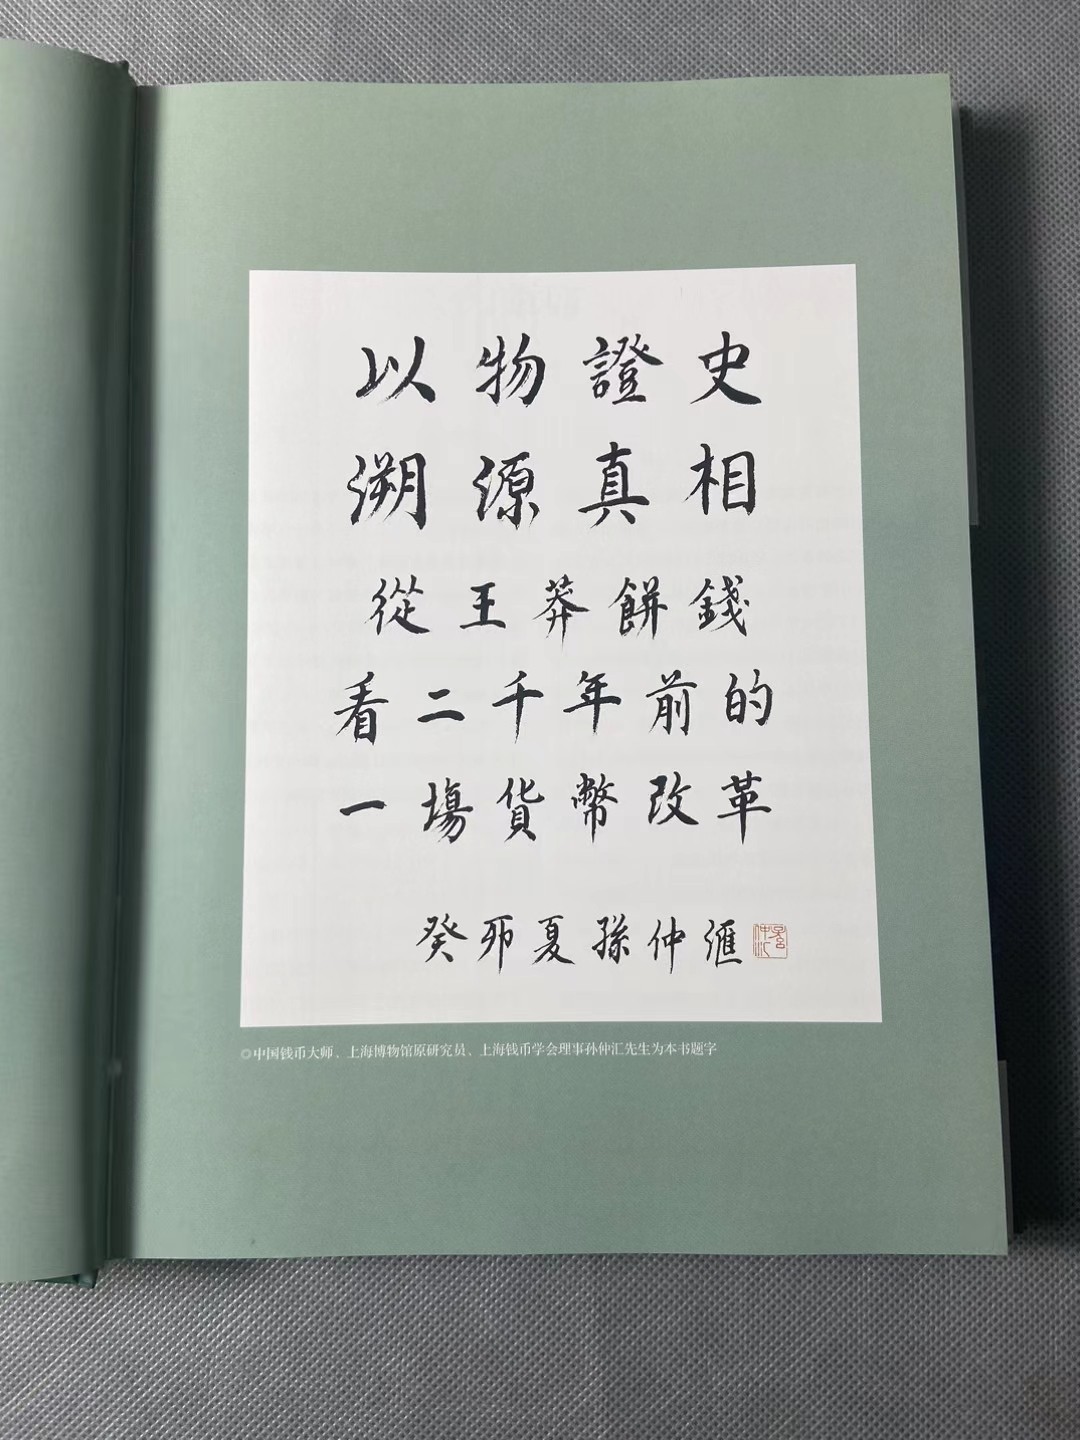 以物證史
溯源真相
從王莽餅錢
看二千年前的
一場貨幣改革
癸卯夏孫仲滙
◎中国钱币大师、上海博物馆原研究员、上海钱币学会理事孙仲汇先生为本书题字